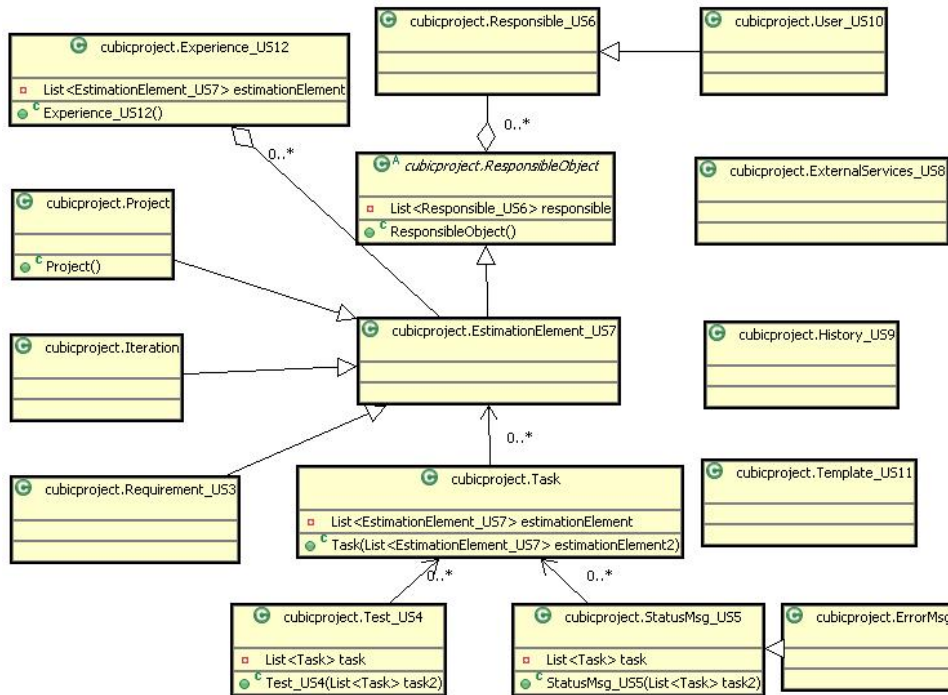 cubicproject.Experience_US12
List<EstimationElement_US7> estimationElement
Experience_US12()
0..*
cubicproject.Responsible_US6
cubicproject.User_US10
0..*
cubicproject.ResponsibleObject
List<Responsible_US6> responsible
ResponsibleObject()
cubicproject.ExternalServices_US8
cubicproject.Project
Project()
cubicproject.EstimationElement_US7
cubicproject.Iteration
cubicproject.History_US9
0..*
cubicproject.Requirement_US3
cubicproject.Task
List<EstimationElement_US7> estimationElement
Task(List<EstimationElement_US7> estimationElement2)
cubicproject.Template_US11
0..*
0..*
cubicproject.Test_US4
List<Task> task
Test_US4(List<Task> task2)
cubicproject.StatusMsg_US5
List<Task> task
StatusMsg_US5(List<Task> task2)
cubicproject.ErrorMsg